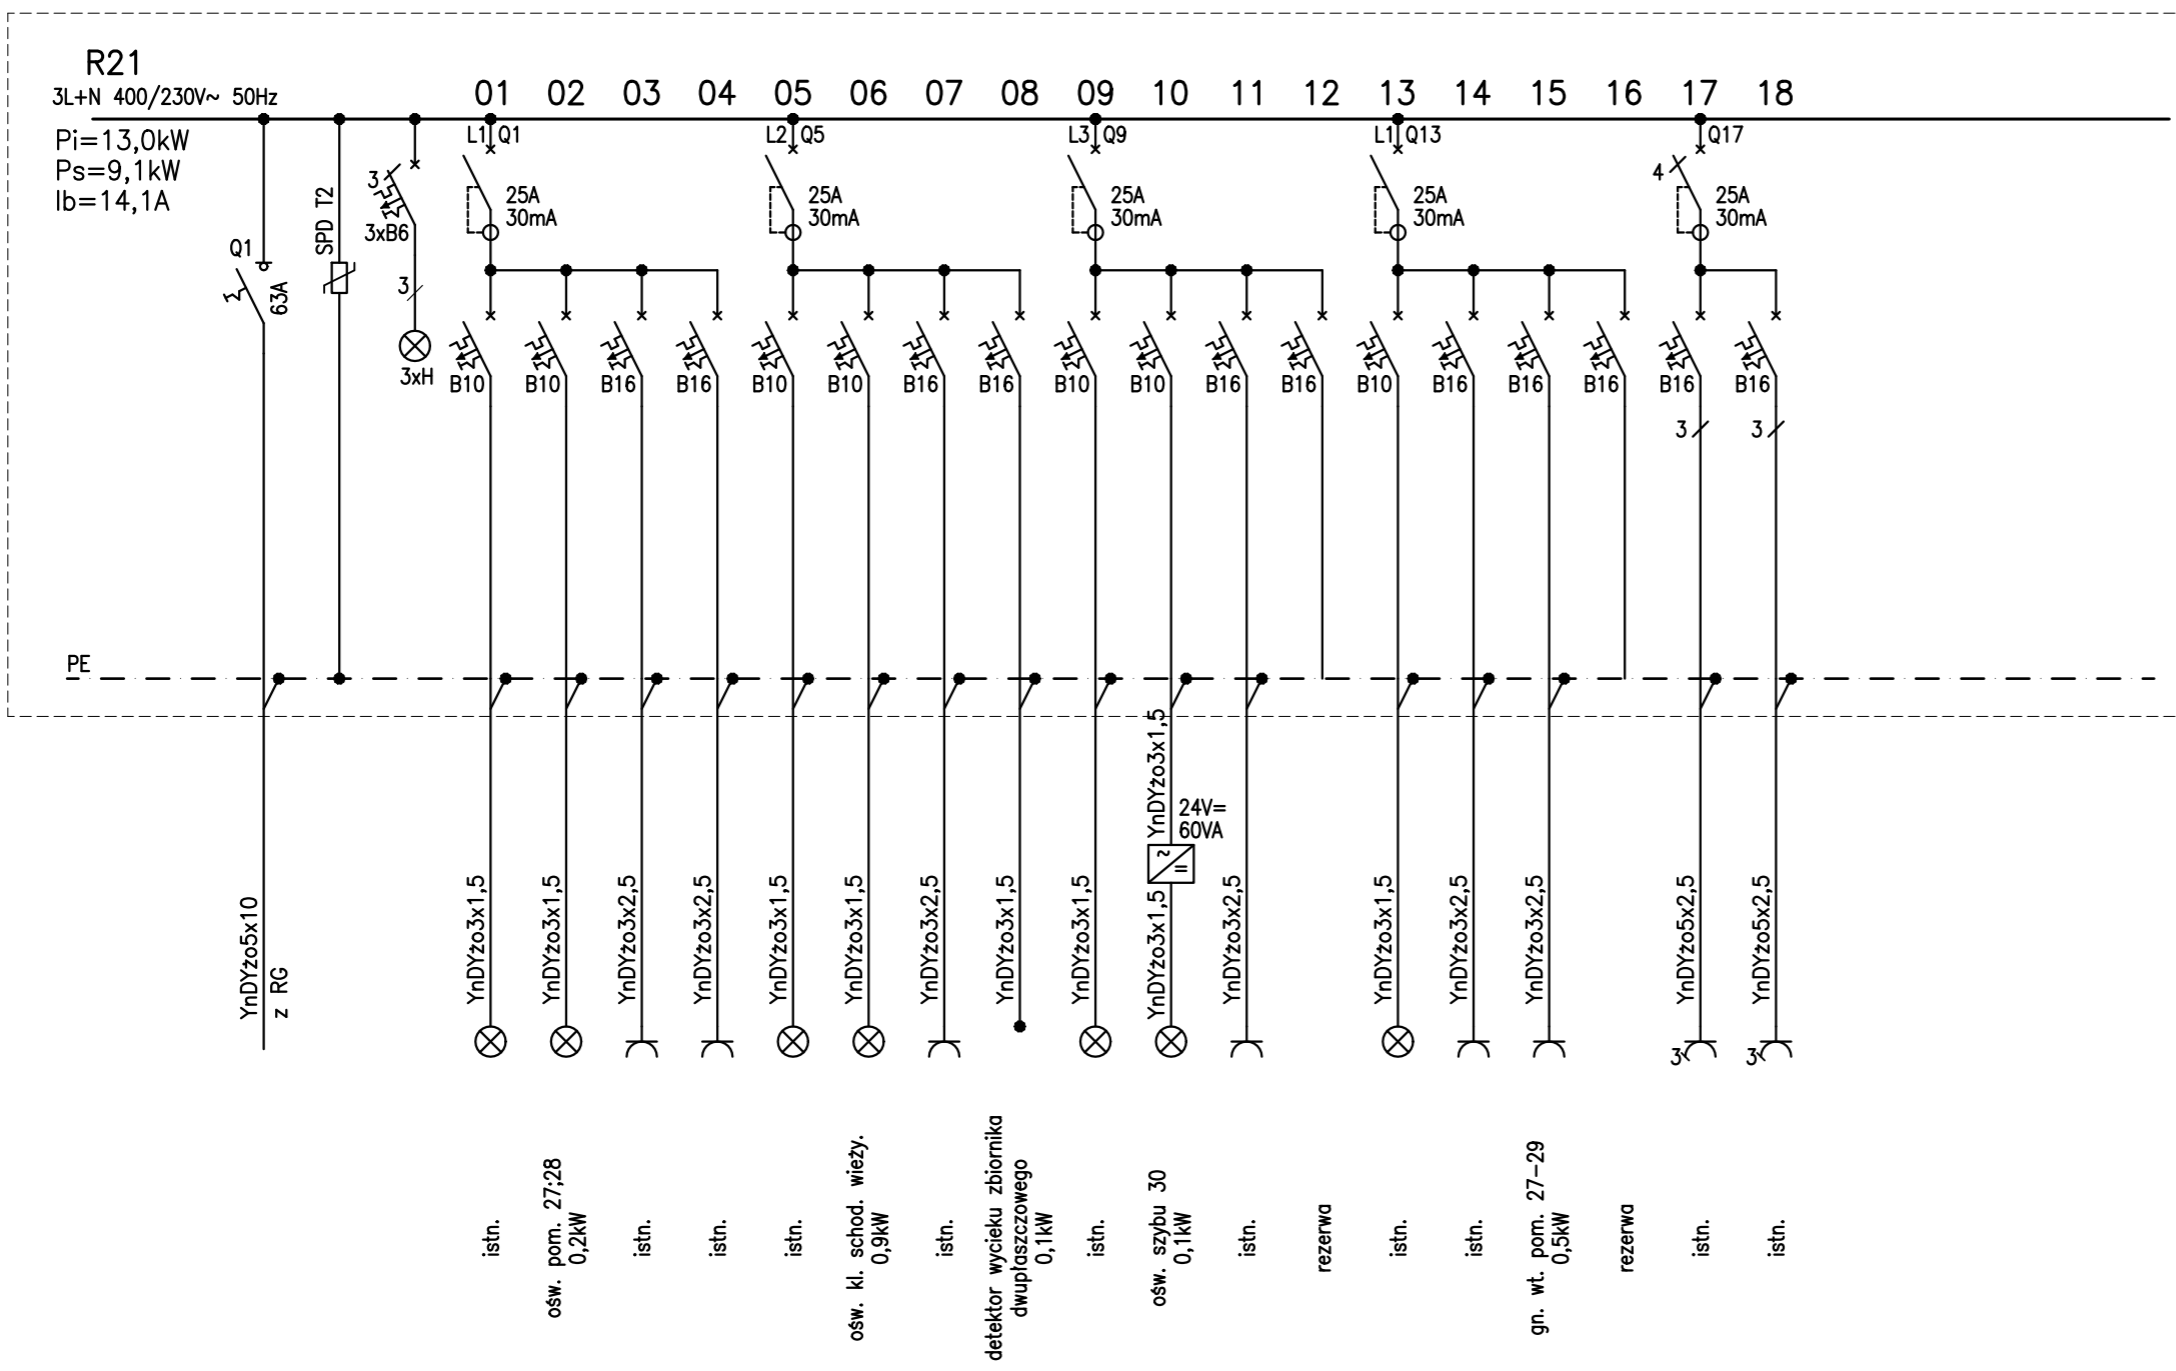 R21
3L+N 400/230V~ 50Hz
Pi=13,0kW
Ps=9,1kW
Ib=14,1A
01 02 03 04 05 06 07 08 09 10 11 12 13 14 15 16 17 18
L1 Q1
L2 Q5
L3 Q9
L1 Q13
Q17
Q1
63A
SPD T2
3
3xB6
3
3xH
25A
30mA
25A
30mA
25A
30mA
25A
30mA
4
25A
30mA
B10 B10 B16 B16 B10 B10 B16 B16 B10 B10 B16 B16 B10 B16 B16 B16 B16 B16
3 3
PE
YnDYżo5x10
z RG
YnDYżo3x1,5
YnDYżo3x1,5
YnDYżo3x2,5
YnDYżo3x2,5
YnDYżo3x1,5
YnDYżo3x1,5
YnDYżo3x2,5
YnDYżo3x1,5
YnDYżo3x1,5
YnDYżo3x1,5
24V=
60VA
~
=
YnDYżo3x1,5
YnDYżo3x2,5
YnDYżo3x1,5
YnDYżo3x2,5
YnDYżo3x2,5
YnDYżo5x2,5
YnDYżo5x2,5
3 3
istn.
ośw. pom. 27;28
0,2kW
istn.
istn.
istn.
ośw. kl. schod. wieży.
0,9kW
istn.
detektor wycieku zbiornika
dwupłaszczowego
0,1kW
istn.
ośw. szybu 30
0,1kW
istn.
rezerwa
istn.
istn.
gn. wt. pom. 27-29
0,5kW
rezerwa
istn.
istn.